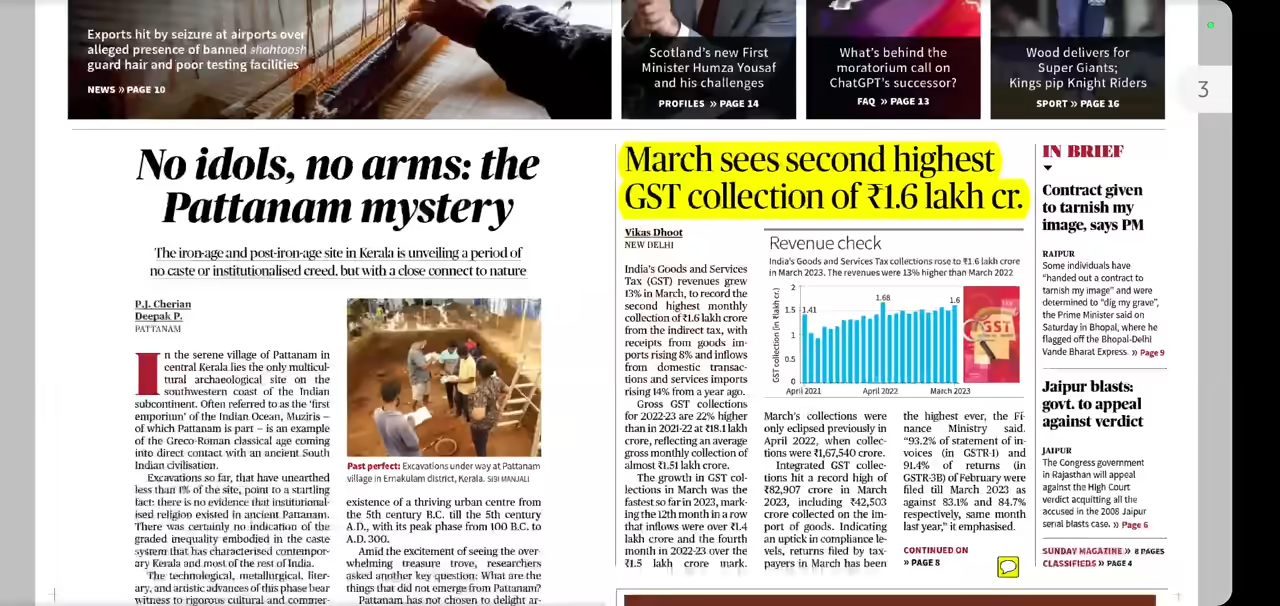 Exports hit by seizure at airports over
alleged presence of banned shahtoosh
guard hair and poor testing facilities
NEWS » PAGE 10
Scotland's new First
Minister Humza Yousaf
and his challenges
PROFILES » PAGE 14
What's behind the
moratorium call on
ChatGPT's successor?
FAQ » PAGE 13
Wood delivers for
Super Giants;
Kings pip Knight Riders
SPORT » PAGE 16
3
No idols, no arms: the
Pattanam mystery
The iron-age and post-iron-age site in Kerala is unveiling a period of
no caste or institutionalised creed, but with a close connect to nature
P.J. Cherian
Deepak P.
PATTANAM
In the serene village of Pattanam in
central Kerala lies the only multicul-
tural archaeological site on the
southwestern coast of the Indian
subcontinent. Often referred to as the 'first
emporium' of the Indian Ocean, Muziris –
of which Pattanam is part – is an example
of the Greco-Roman classical age coming
into direct contact with an ancient South
Indian civilisation.
Excavations so far, that have unearthed
less than 1% of the site, point to a startling
fact: there is no evidence that institutional-
ised religion existed in ancient Pattanam.
There was certainly no indication of the
graded inequality embodied in the caste
system that has characterised contempor-
ary Kerala and most of the rest of India.
The technological, metallurgical, liter-
ary, and artistic advances of this phase bear
witness to rigorous cultural and commer-
Past perfect: Excavations under way at Pattanam
village in Ernakulam district, Kerala. SIBI MANJALI
existence of a thriving urban centre from
the 5th century B.C. till the 5th century
A.D., with its peak phase from 100 B.C. to
A.D. 300.
Amid the excitement of seeing the over-
whelming treasure trove, researchers
asked another key question: What are the
things that did not emerge from Pattanam?
Pattanam has not chosen to delight ar-
March sees second highest
GST collection of ₹1.6 lakh cr.
Vikas Dhoot
NEW DELHI
India's Goods and Services
Tax (GST) revenues grew
13% in March, to record the
second highest monthly
collection of ₹1.6 lakh crore
from the indirect tax, with
receipts from goods im-
ports rising 8% and inflows
from domestic transac-
tions and services imports
rising 14% from a year ago.
Gross GST collections
for 2022-23 are 22% higher
than in 2021-22 at ₹18.1 lakh
crore, reflecting an average
gross monthly collection of
almost ₹1.51 lakh crore.
The growth in GST col-
lections in March was the
fastest so far in 2023, mark-
ing the 12th month in a row
that inflows were over ₹1.4
lakh crore and the fourth
month in 2022-23 over the
₹1.5 lakh crore mark.
Revenue check
India's Goods and Services Tax collections rose to ₹1.6 lakh crore
in March 2023. The revenues were 13% higher than March 2022
GST collection (in ₹lakh cr.)
2
1.5
1
0.5
0
1.41
1.68
1.6
April 2021
April 2022
March 2023
GST
March's collections were
only eclipsed previously in
April 2022, when collec-
tions were ₹1,67,540 crore.
Integrated GST collec-
tions hit a record high of
₹82,907 crore in March
2023, including ₹42,503
crore collected on the im-
port of goods. Indicating
an uptick in compliance le-
vels, returns filed by tax-
payers in March has been
the highest ever, the Fi-
nance Ministry said.
"93.2% of statement of in-
voices (in GSTR-1) and
91.4% of returns (in
GSTR-3B) of February were
filed till March 2023 as
against 83.1% and 84.7%
respectively, same month
last year," it emphasised.
CONTINUED ON
» PAGE 8
IN BRIEF
Contract given
to tarnish my
image, says PM
RAIPUR
Some individuals have
"handed out a contract to
tarnish my image" and were
determined to "dig my grave",
the Prime Minister said on
Saturday in Bhopal, where he
flagged off the Bhopal-Delhi
Vande Bharat Express. » Page 9
Jaipur blasts:
govt. to appeal
against verdict
JAIPUR
The Congress government
in Rajasthan will appeal
against the High Court
verdict acquitting all the
accused in the 2008 Jaipur
serial blasts case. » Page 6
SUNDAY MAGAZINE » 8 PAGES
CLASSIFIEDS » PAGE 4